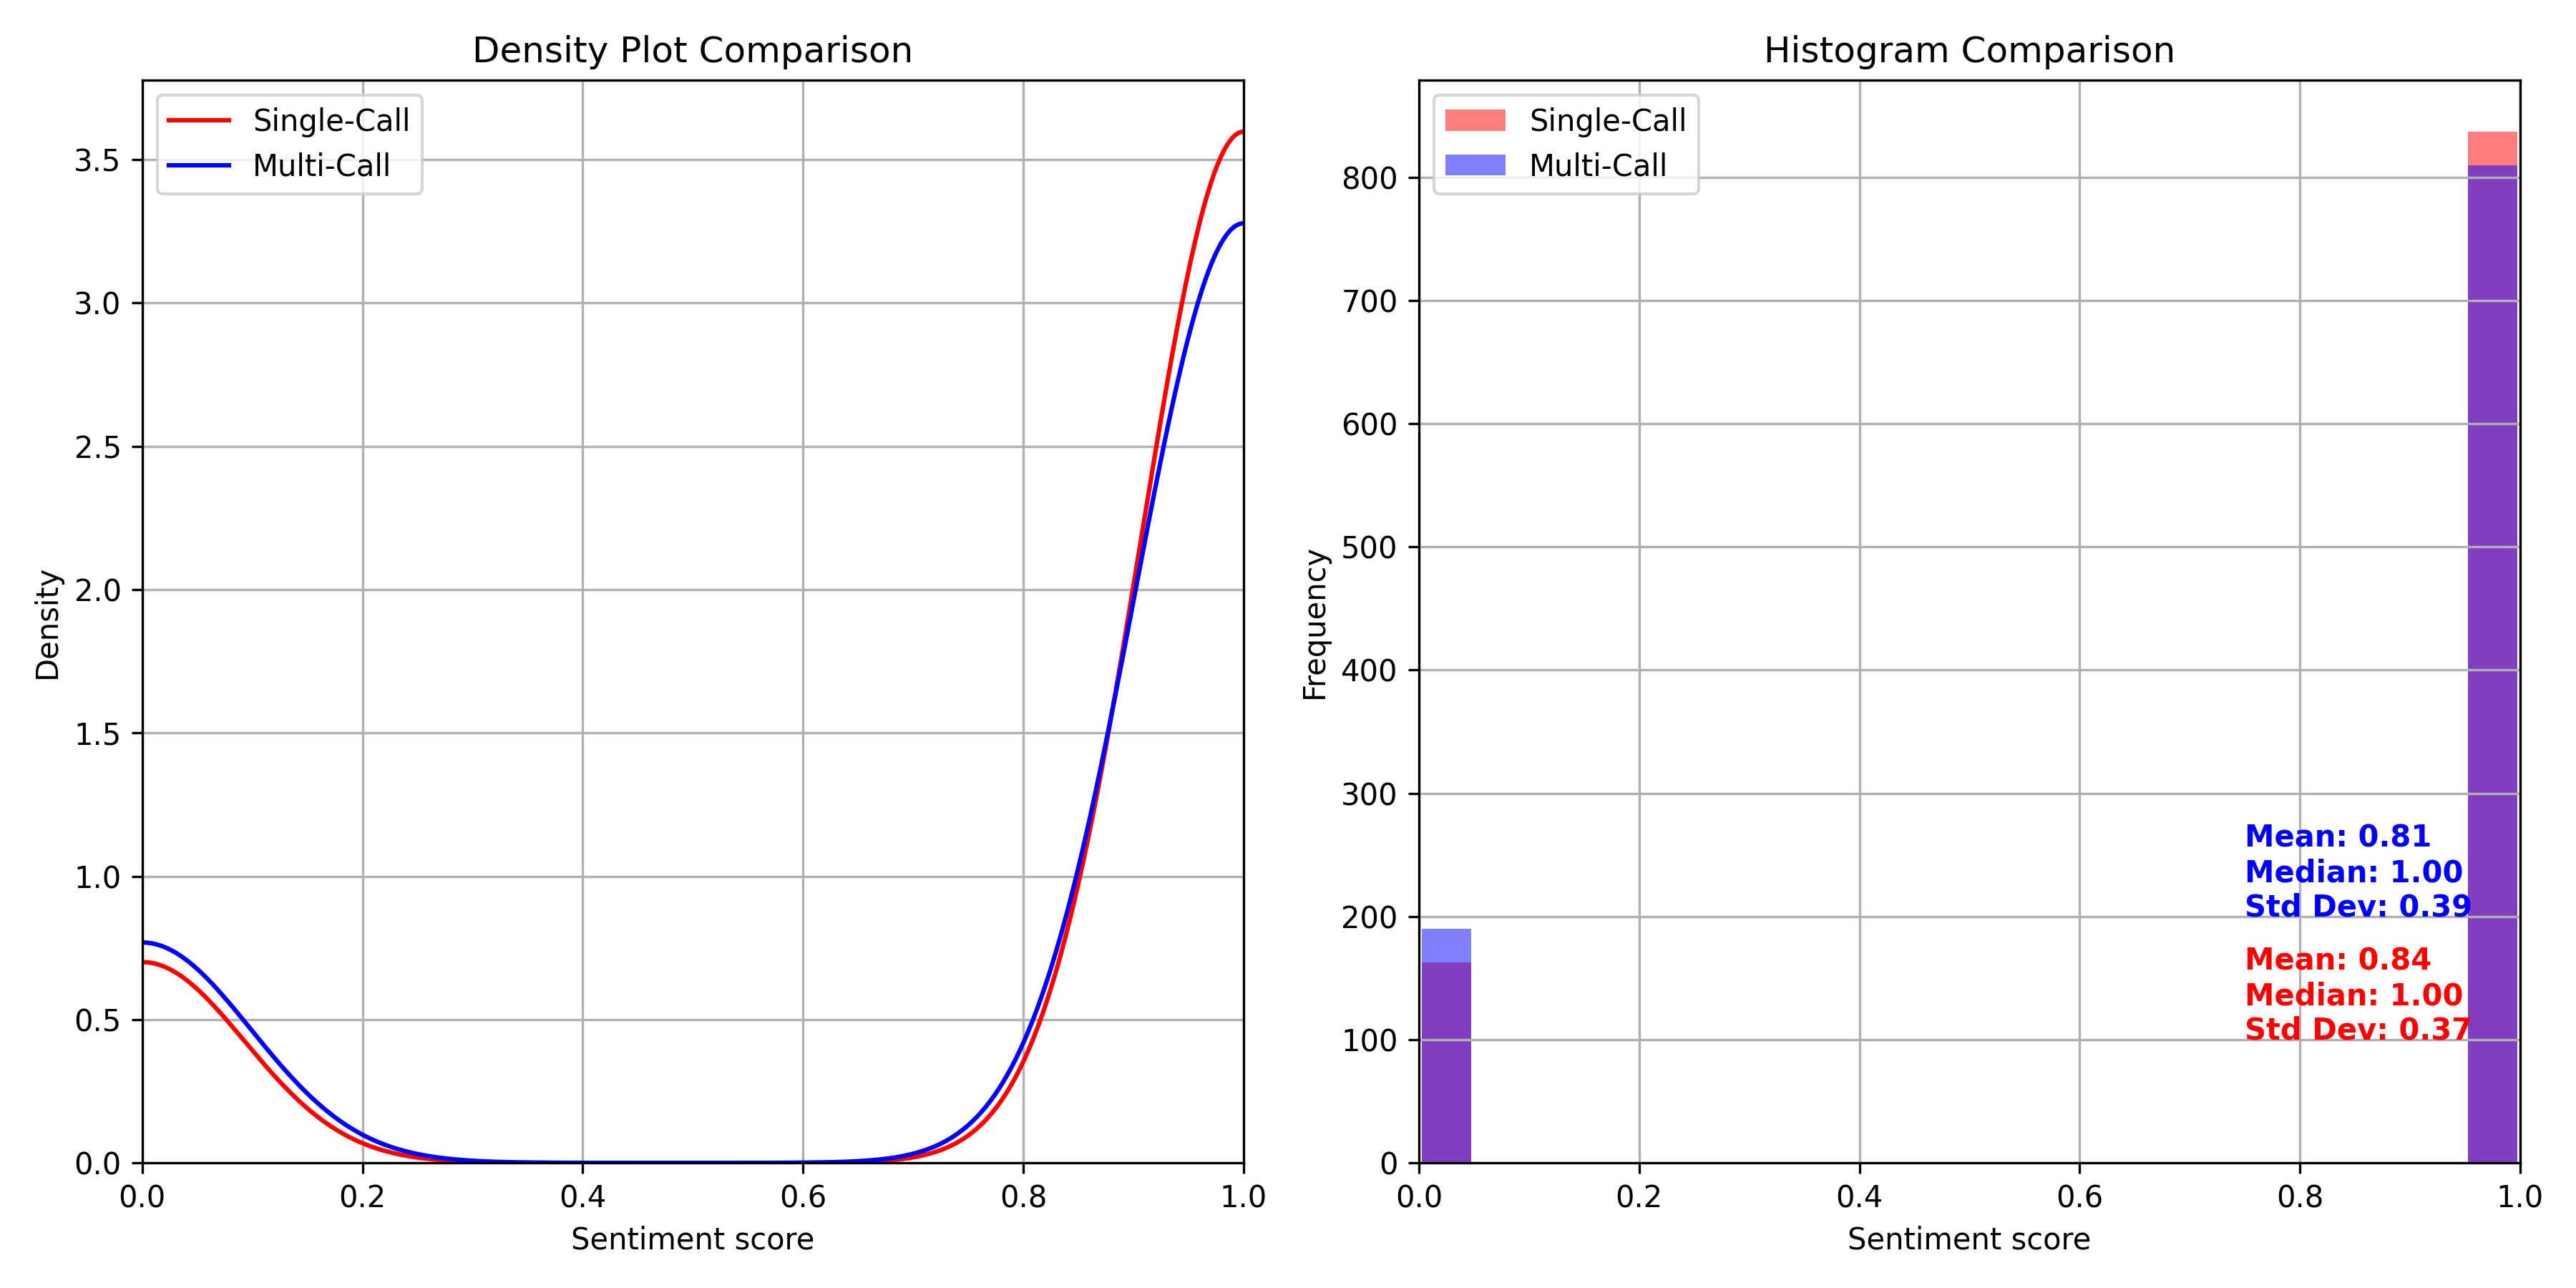 Density Plot Comparison
Single-Call
Multi-Call
3.5
3.0
2.5
2.0
1.5
1.0
0.5
0.0
Density
0.0 0.2 0.4 0.6 0.8 1.0
Sentiment score
Histogram Comparison
Single-Call
Multi-Call
800
700
600
500
400
300
200
100
0
Frequency
Mean: 0.81
Median: 1.00
Std Dev: 0.39
Mean: 0.84
Median: 1.00
Std Dev: 0.37
0.0 0.2 0.4 0.6 0.8 1.0
Sentiment score